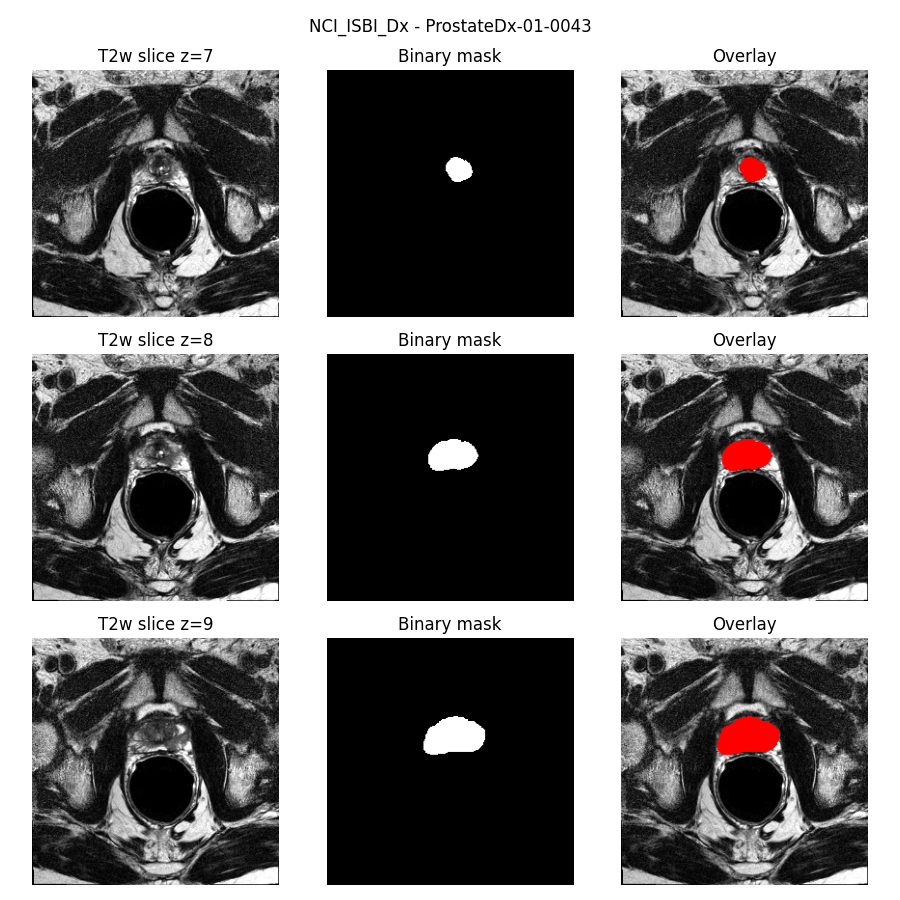 NCI_ISBI_Dx - ProstateDx-01-0043
T2w slice z=7 Binary mask Overlay
T2w slice z=8 Binary mask Overlay
T2w slice z=9 Binary mask Overlay